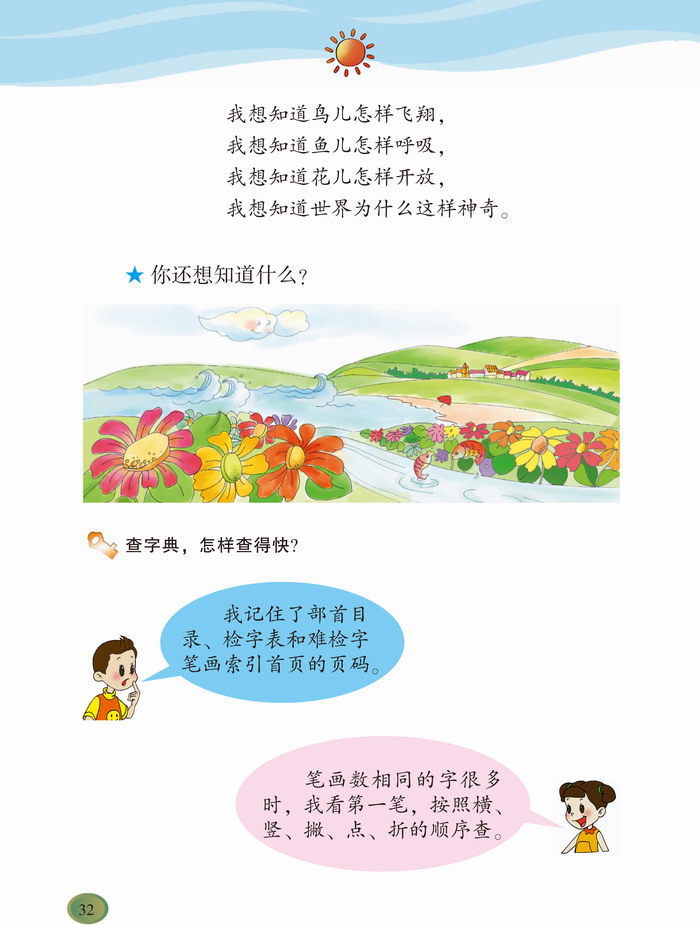 我想知道鸟儿怎样飞翔，
我想知道鱼儿怎样呼吸，
我想知道花儿怎样开放，
我想知道世界为什么这样神奇。
★ 你还想知道什么？
查字典，怎样查得快？
我记住了部首目
录、检字表和难检字
笔画索引首页的页码。
笔画数相同的字很多
时，我看第一笔，按照横、
竖、撇、点、折的顺序查。
32